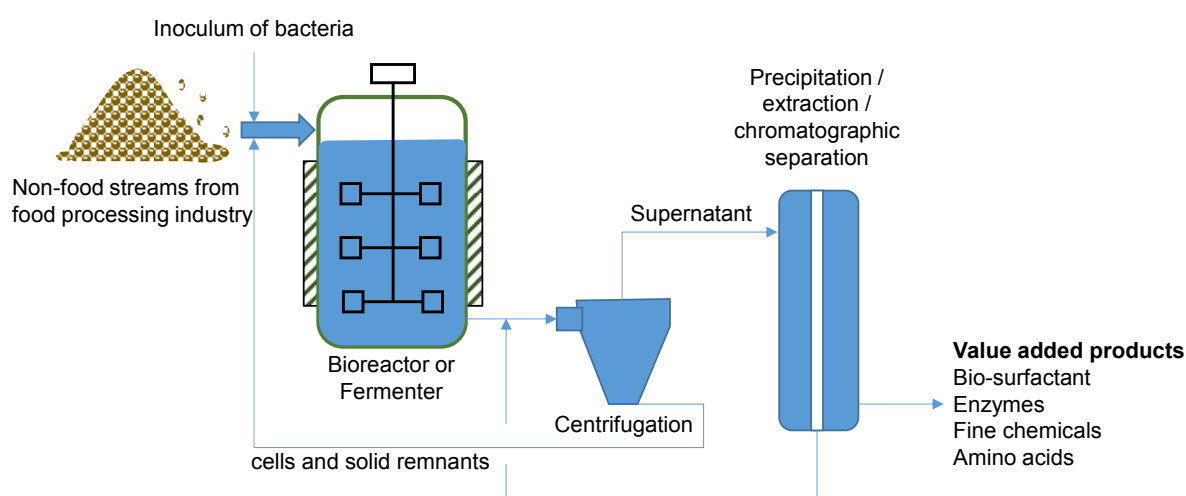 Inoculum of bacteria
Non-food streams from
food processing industry
Bioreactor or
Fermenter
Centrifugation
cells and solid remnants
Supernatant
Precipitation /
extraction /
chromatographic
separation
Value added products
Bio-surfactant
Enzymes
Fine chemicals
Amino acids